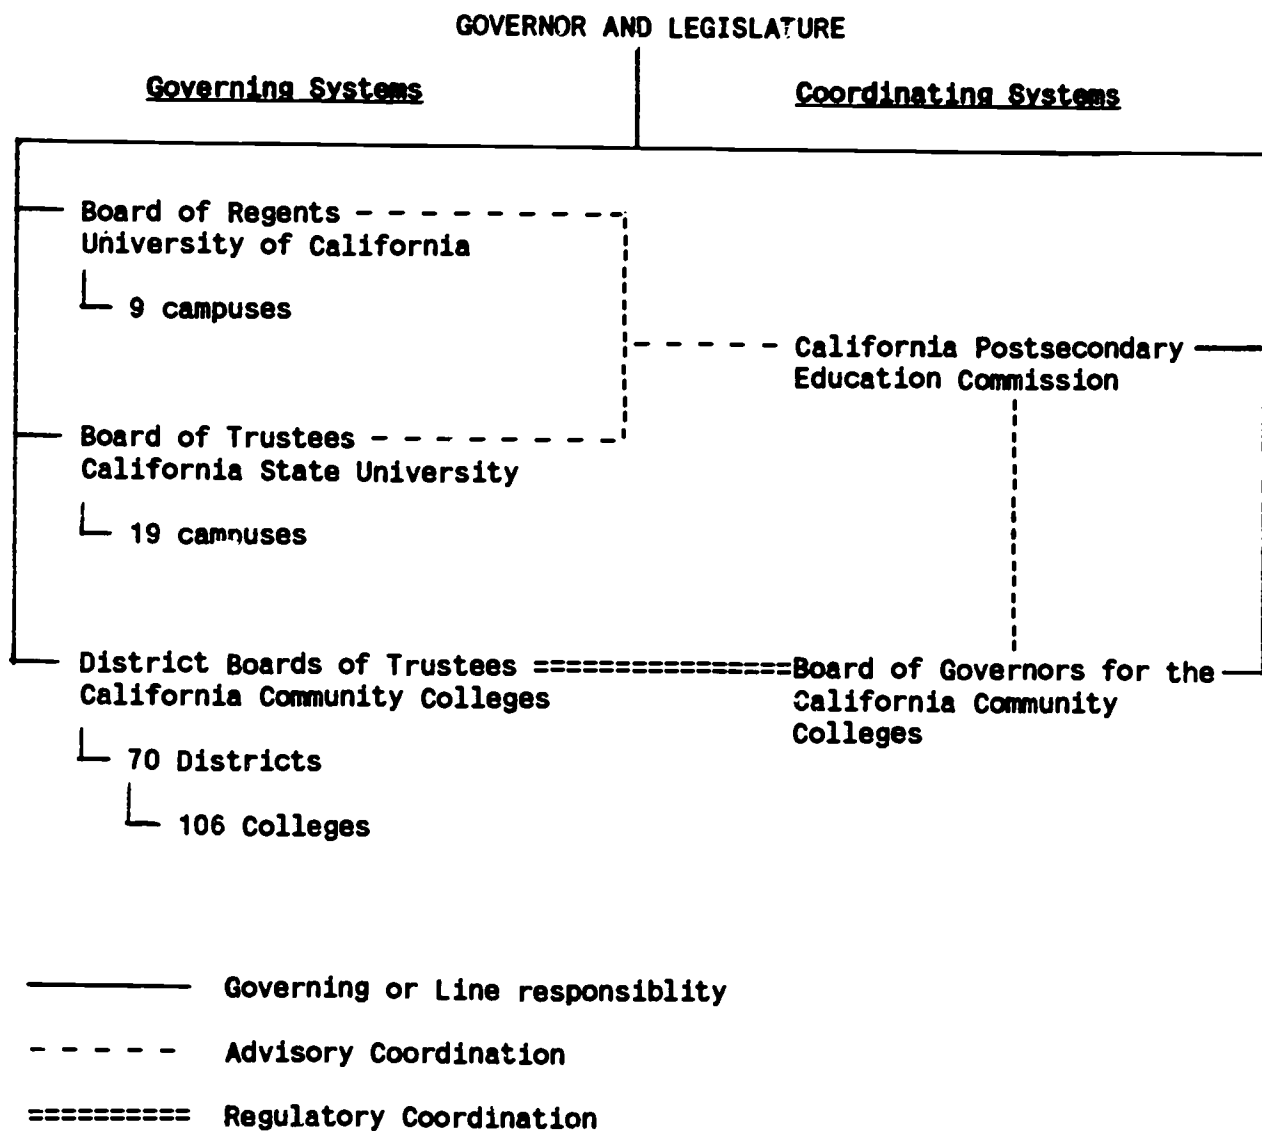 GOVERNOR AND LEGISLATURE
Governing Systems
Coordinating Systems
Board of Regents
University of California
9 campuses
California Postsecondary
Education Commission
Board of Trustees
California State University
19 campuses
District Boards of Trustees
California Community Colleges
70 Districts
106 Colleges
Board of Governors for the
California Community
Colleges
Governing or Line responsiblity
Advisory Coordination
Regulatory Coordination